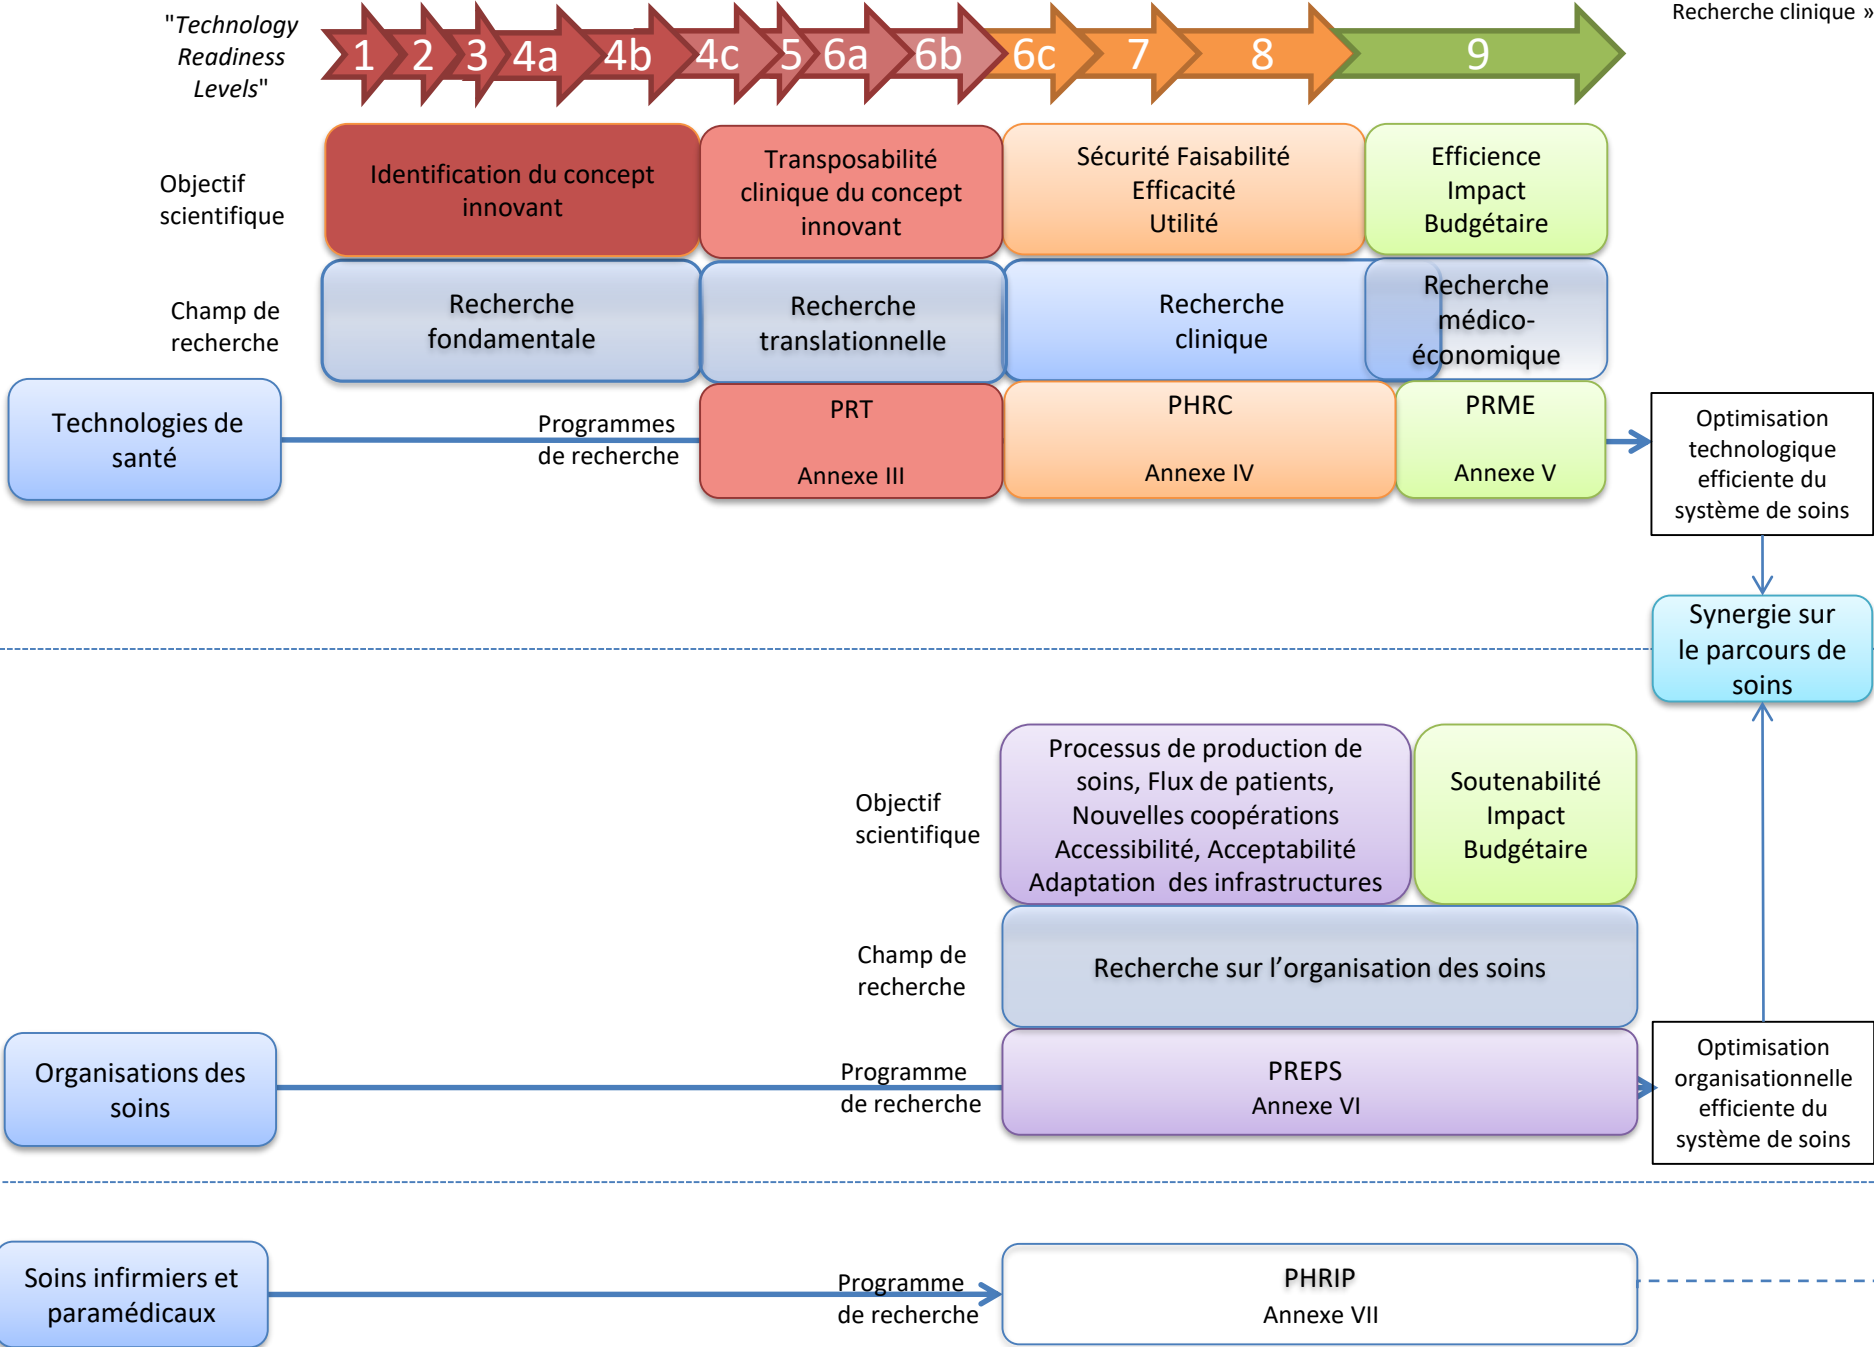 Recherche clinique »
"Technology
Readiness
Levels"
1 2 3 4a 4b 4c 5 6a 6b 6c 7 8 9
Objectif
scientifique
Identification du concept
innovant
Transposabilité
clinique du concept
innovant
Sécurité Faisabilité
Efficacité
Utilité
Efficience
Impact
Budgétaire
Champ de
recherche
Recherche
fondamentale
Recherche
translationnelle
Recherche
clinique
Recherche
médico-
économique
Technologies de
santé
Programmes
de recherche
PRT
Annexe III
PHRC
Annexe IV
PRME
Annexe V
Optimisation
technologique
efficiente du
système de soins
Synergie sur
le parcours de
soins
Objectif
scientifique
Processus de production de
soins, Flux de patients,
Nouvelles coopérations
Accessibilité, Acceptabilité
Adaptation  des infrastructures
Soutenabilité
Impact
Budgétaire
Champ de
recherche
Recherche sur l’organisation des soins
Organisations des
soins
Programme
de recherche
PREPS
Annexe VI
Optimisation
organisationnelle
efficiente du
système de soins
Soins infirmiers et
paramédicaux
Programme
de recherche
PHRIP
Annexe VII